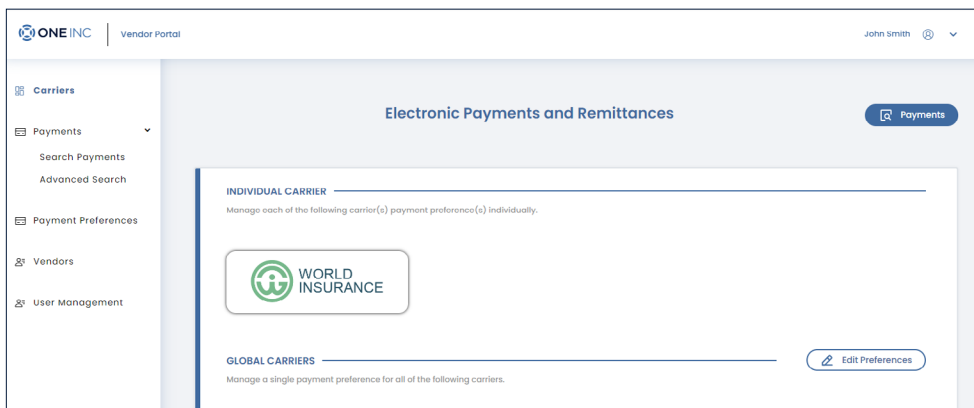 ONE INC
Vendor Portal
John Smith
Carriers
Payments
Search Payments
Advanced Search
Payment Preferences
Vendors
User Management
Electronic Payments and Remittances
Payments
INDIVIDUAL CARRIER
Manage each of the following carrier(s) payment preference(s) individually.
WORLD
INSURANCE
GLOBAL CARRIERS
Edit Preferences
Manage a single payment preference for all of the following carriers.